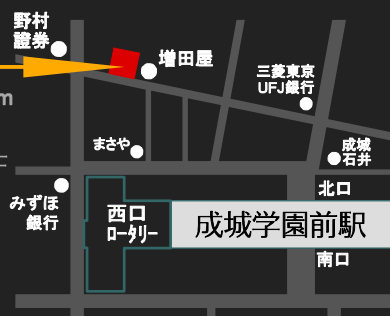 野村
證券
増田屋
m
三菱東京
UFJ銀行
まさや
成城
石井
みずほ
銀行
北口
西口
ロータリー
成城学園前駅
南口